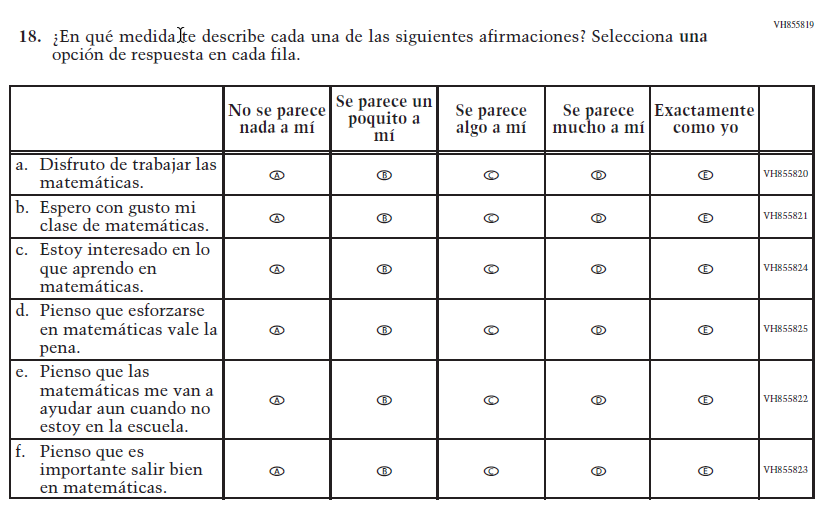 VH855819
18. ¿En qué medida te describe cada una de las siguientes afirmaciones? Selecciona una
opción de respuesta en cada fila.
No se parece
nada a mí
Se parece un
poquito a
mí
Se parece
algo a mí
Se parece
mucho a mí
Exactamente
como yo
a. Disfruto de trabajar las
matemáticas.
A B C D E VH855820
b. Espero con gusto mi
clase de matemáticas.
A B C D E VH855821
c. Estoy interesado en lo
que aprendo en
matemáticas.
A B C D E VH855824
d. Pienso que esforzarse
en matemáticas vale la
pena.
A B C D E VH855825
e. Pienso que las
matemáticas me van a
ayudar aun cuando no
estoy en la escuela.
A B C D E VH855822
f. Pienso que es
importante salir bien
en matemáticas.
A B C D E VH855823